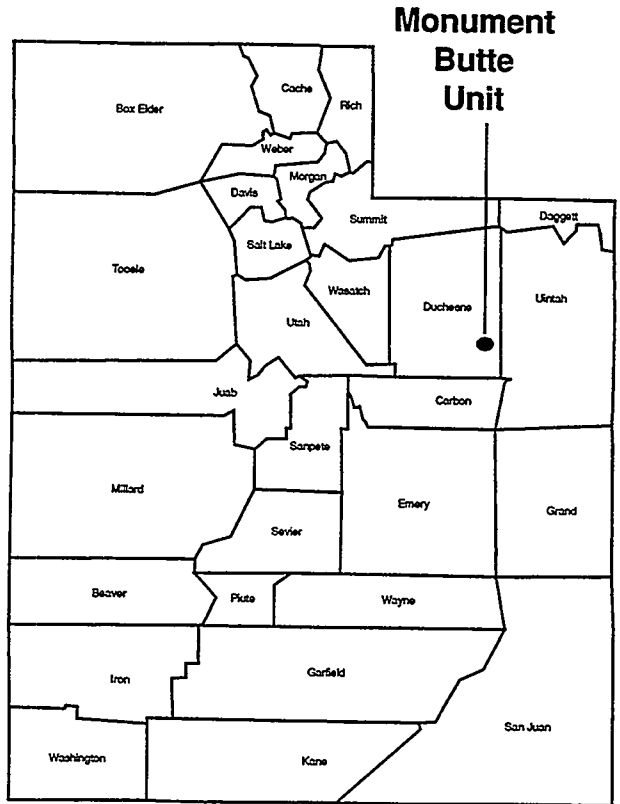 Monument
Butte
Unit
Cache
Rich
Box Elder
Weber
Morgan
Davis
Summit
Daggett
Salt Lake
Tooele
Wasatch
Duchesne
Uintah
Utah
Juab
Carbon
Sanpete
Millard
Emery
Grand
Sevier
Beaver
Piute
Wayne
Iron
Garfield
San Juan
Washington
Kane